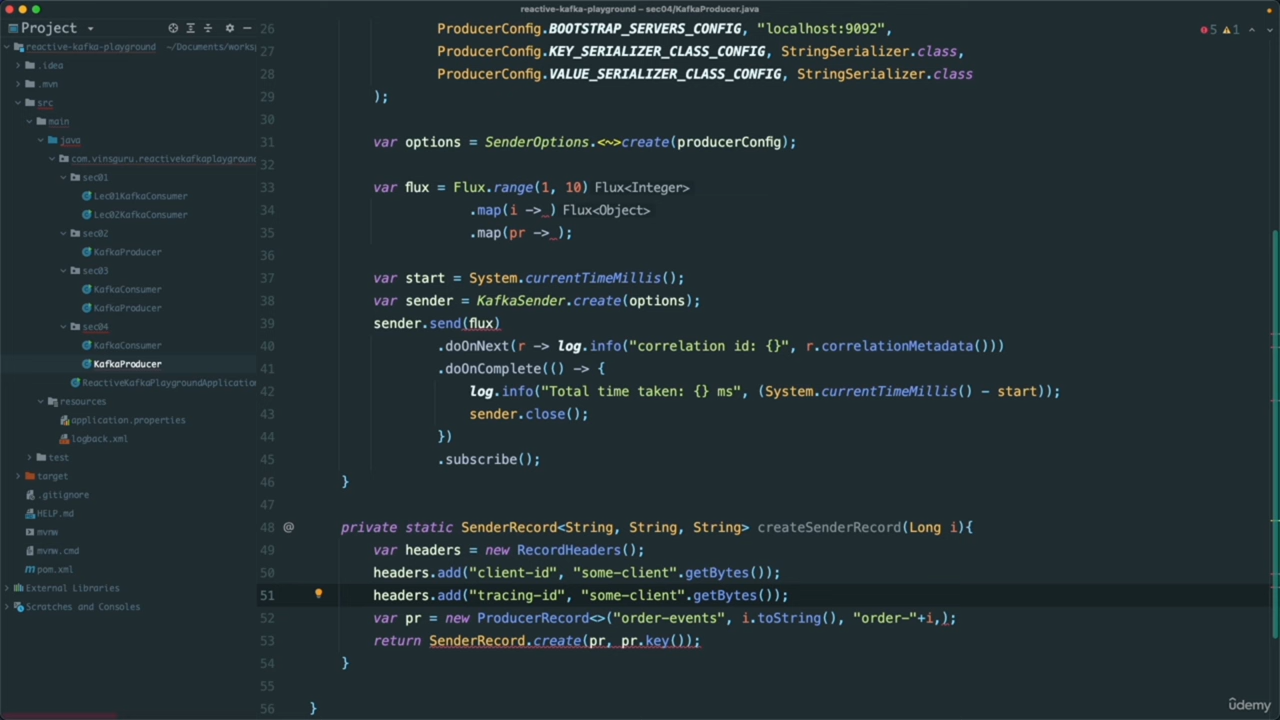 reactive-kafka-playground – sec04/KafkaProducer.java
Project
reactive-kafka-playground ~/Documents/works
.idea
.mvn
src
main
java
com.vinsguru.reactivekafkaplayground
sec01
Lec01KafkaConsumer
Lec02KafkaConsumer
sec02
KafkaProducer
sec03
KafkaConsumer
KafkaProducer
sec04
KafkaConsumer
KafkaProducer
ReactiveKafkaPlaygroundApplication
resources
application.properties
logback.xml
test
target
.gitignore
HELP.md
mvnw
mvnw.cmd
pom.xml
External Libraries
Scratches and Consoles
5 1
26 ProducerConfig.BOOTSTRAP_SERVERS_CONFIG, "localhost:9092",
27 ProducerConfig.KEY_SERIALIZER_CLASS_CONFIG, StringSerializer.class,
28 ProducerConfig.VALUE_SERIALIZER_CLASS_CONFIG, StringSerializer.class
29 );
30
31 var options = SenderOptions.<~>create(producerConfig);
32
33 var flux = Flux.range(1, 10) Flux<Integer>
34 .map(i -> ) Flux<Object>
35 .map(pr -> );
36
37 var start = System.currentTimeMillis();
38 var sender = KafkaSender.create(options);
39 sender.send(flux)
40 .doOnNext(r -> log.info("correlation id: {}", r.correlationMetadata()))
41 .doOnComplete(() -> {
42 log.info("Total time taken: {} ms", (System.currentTimeMillis() - start));
43 sender.close();
44 })
45 .subscribe();
46 }
47
48 @ private static SenderRecord<String, String, String> createSenderRecord(Long i){
49 var headers = new RecordHeaders();
50 headers.add("client-id", "some-client".getBytes());
51 headers.add("tracing-id", "some-client".getBytes());
52 var pr = new ProducerRecord<>("order-events", i.toString(), "order-"+i,);
53 return SenderRecord.create(pr, pr.key());
54 }
55
56 }
ûdemy